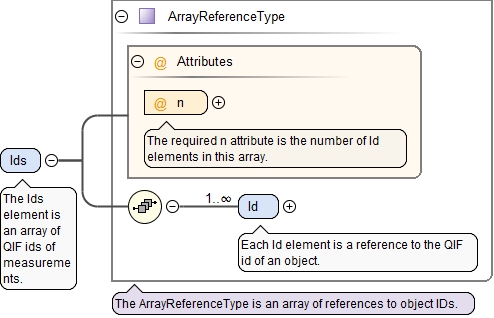 ArrayReferenceType
@ Attributes
@ n
The required n attribute is the number of Id
elements in this array.
Ids
The Ids
element is
an array of
QIF ids of
measureme
nts.
1..∞
Id
Each Id element is a reference to the QIF
id of an object.
The ArrayReferenceType is an array of references to object IDs.